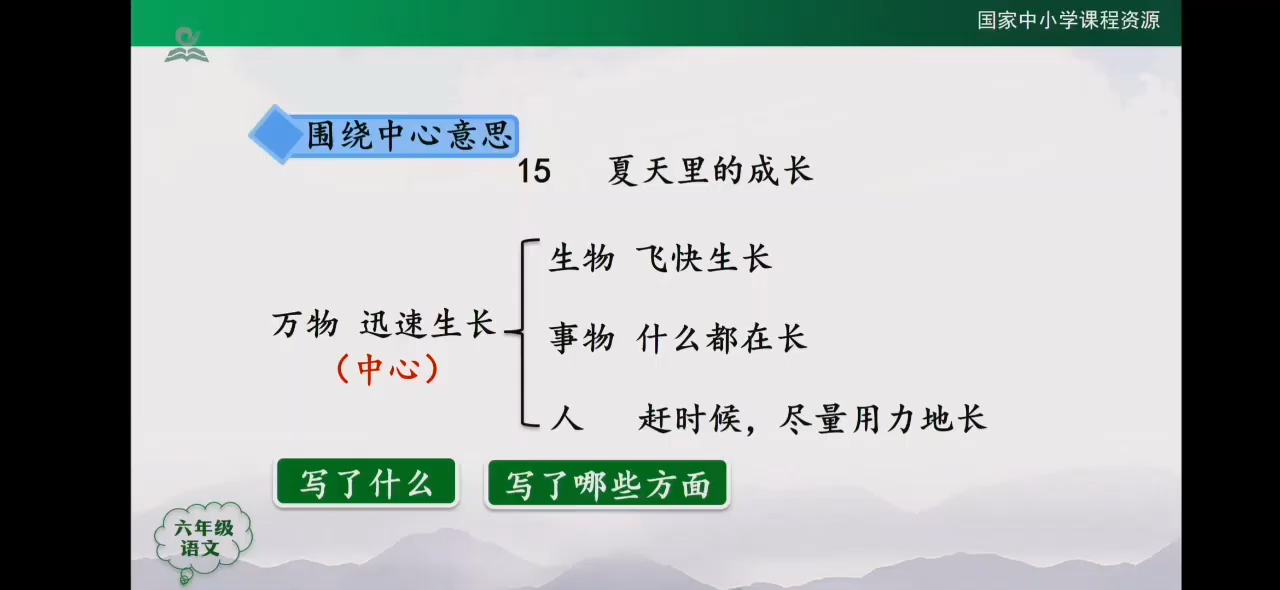 国家中小学课程资源
围绕中心意思
15 夏天里的成长
生物 飞快生长
万物 迅速生长
事物 什么都在长
（中心）
人 赶时候，尽量用力地长
写了什么 写了哪些方面
六年级
语文